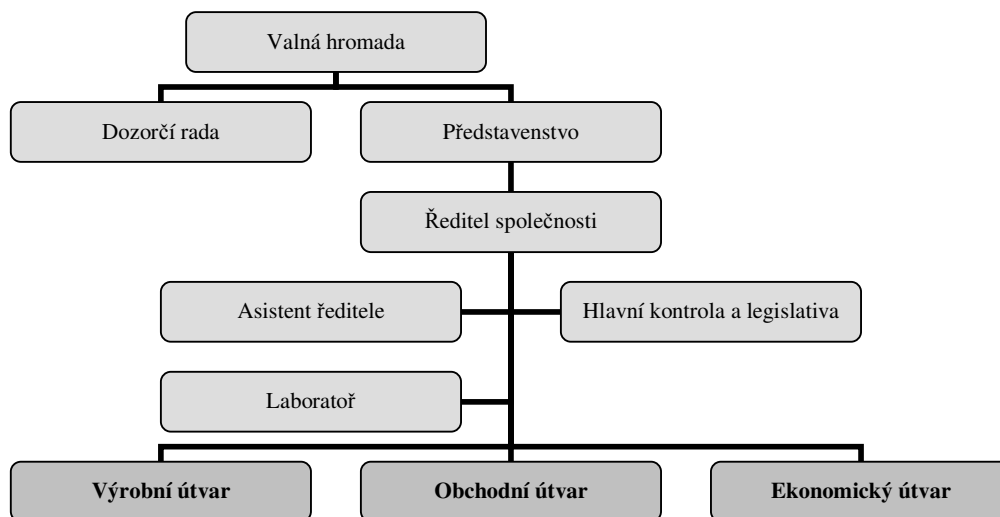 Valná hromada
Dozorčí rada
Představenstvo
Ředitel společnosti
Asistent ředitele
Hlavní kontrola a legislativa
Laboratoř
Výrobní útvar
Obchodní útvar
Ekonomický útvar